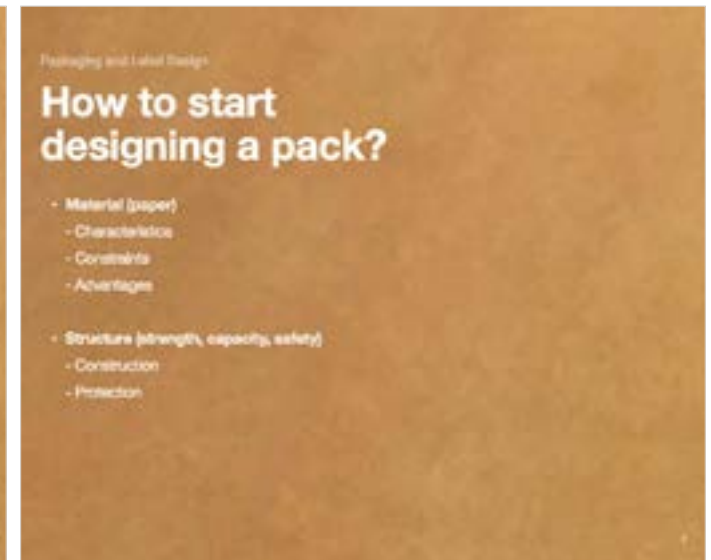 Packaging and Label Design
How to start
designing a pack?
• Material (paper)
- Characteristics
- Constraints
- Advantages
• Structure (strength, capacity, safety)
- Construction
- Protection